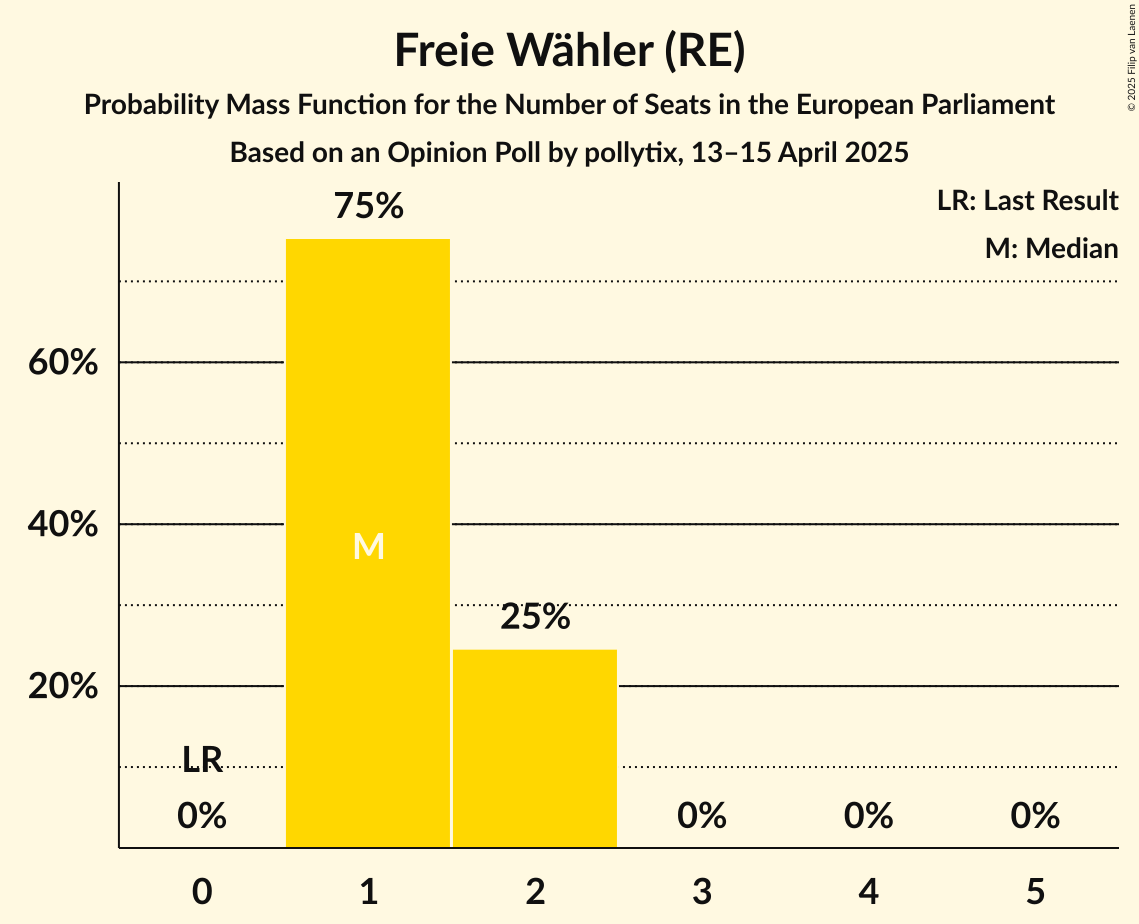 Freie Wähler (RE)
Probability Mass Function for the Number of Seats in the European Parliament
Based on an Opinion Poll by pollytix, 13–15 April 2025
© 2025 Filip van Laenen
LR: Last Result
M: Median
75%
60%
40%
M
25%
20%
LR
0%
0%
0%
0%
0
1
2
3
4
5